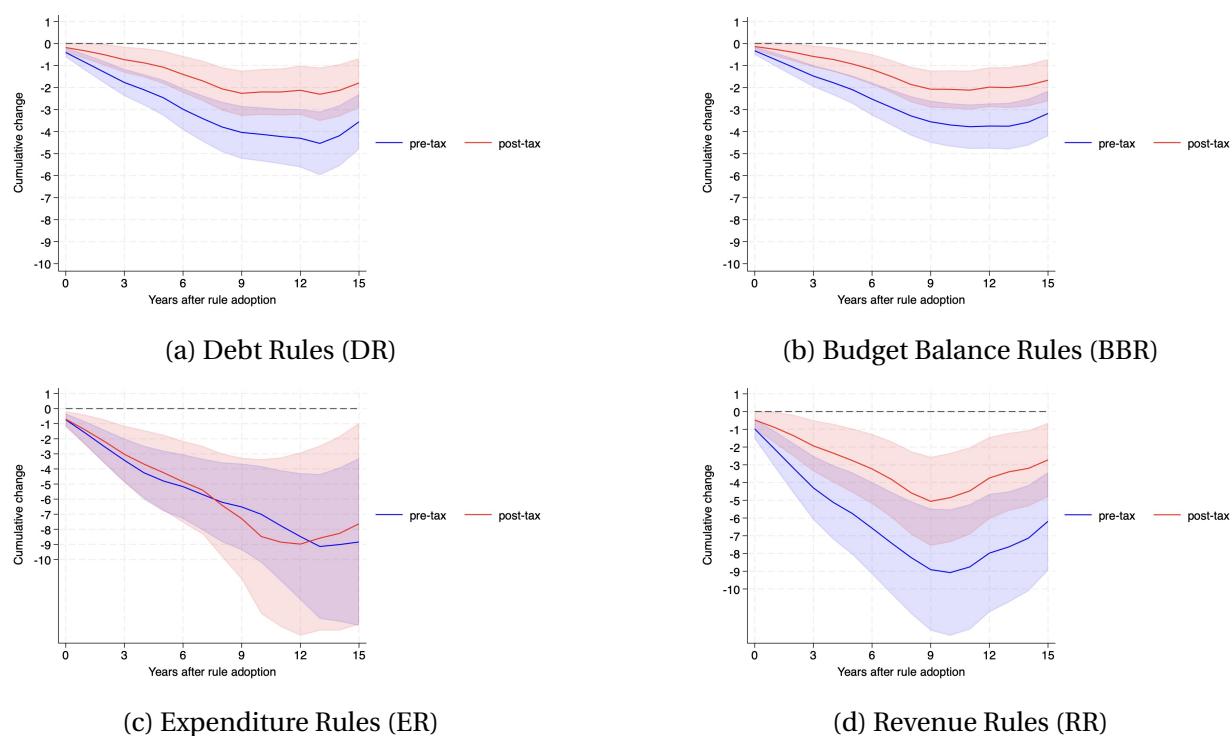 1
0
-1
-2
-3
-4
-5
-6
-7
-8
-9
-10
Cumulative change
0 3 6 9 12 15
Years after rule adoption
pre-tax post-tax
(a) Debt Rules (DR)
1
0
-1
-2
-3
-4
-5
-6
-7
-8
-9
-10
Cumulative change
0 3 6 9 12 15
Years after rule adoption
pre-tax post-tax
(b) Budget Balance Rules (BBR)
1
0
-1
-2
-3
-4
-5
-6
-7
-8
-9
-10
Cumulative change
0 3 6 9 12 15
Years after rule adoption
pre-tax post-tax
(c) Expenditure Rules (ER)
1
0
-1
-2
-3
-4
-5
-6
-7
-8
-9
-10
Cumulative change
0 3 6 9 12 15
Years after rule adoption
pre-tax post-tax
(d) Revenue Rules (RR)